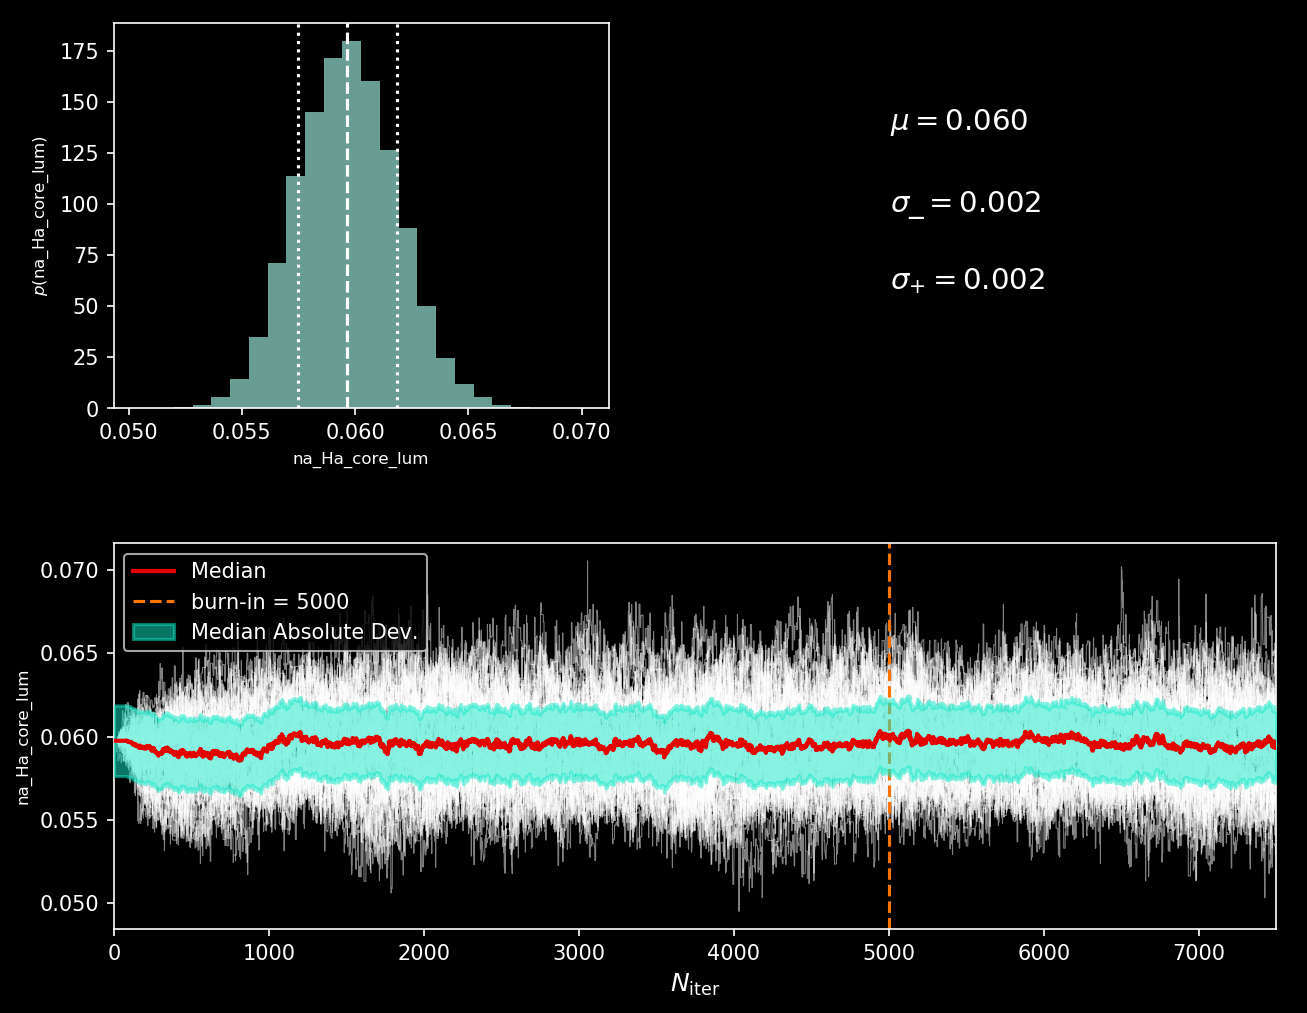 175
150
125
100
75
50
25
0
p(na_Ha_core_lum)
0.050 0.055 0.060 0.065 0.070
na_Ha_core_lum
μ = 0.060
σ₋ = 0.002
σ₊ = 0.002
Median
burn-in = 5000
Median Absolute Dev.
0.070
0.065
0.060
0.055
0.050
na_Ha_core_lum
0 1000 2000 3000 4000 5000 6000 7000
N_iter